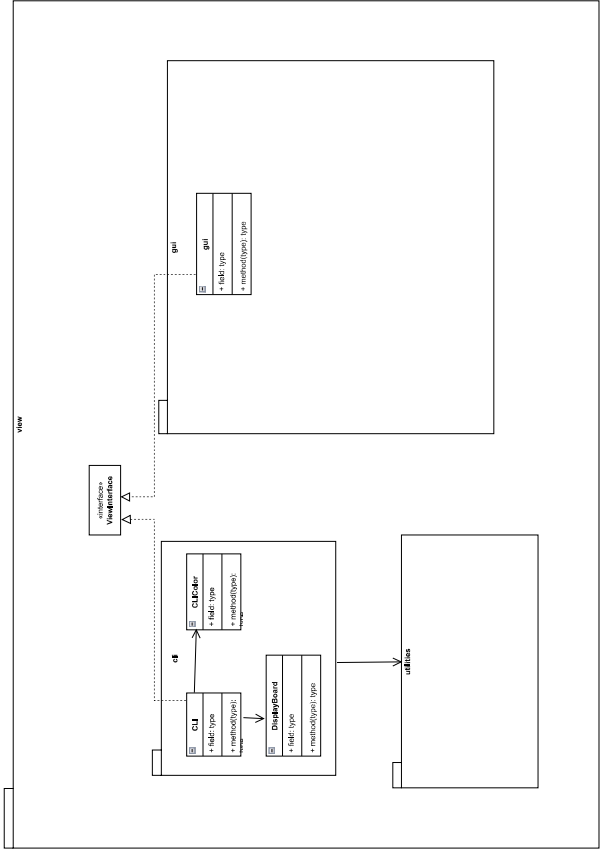 view
«interface»
ViewInterface
cli
CLI
+ field: type
+ method(type):
CLIColor
+ field: type
+ method(type):
DisplayBoard
+ field: type
+ method(type): type
utilities
gui
gui
+ field: type
+ method(type): type